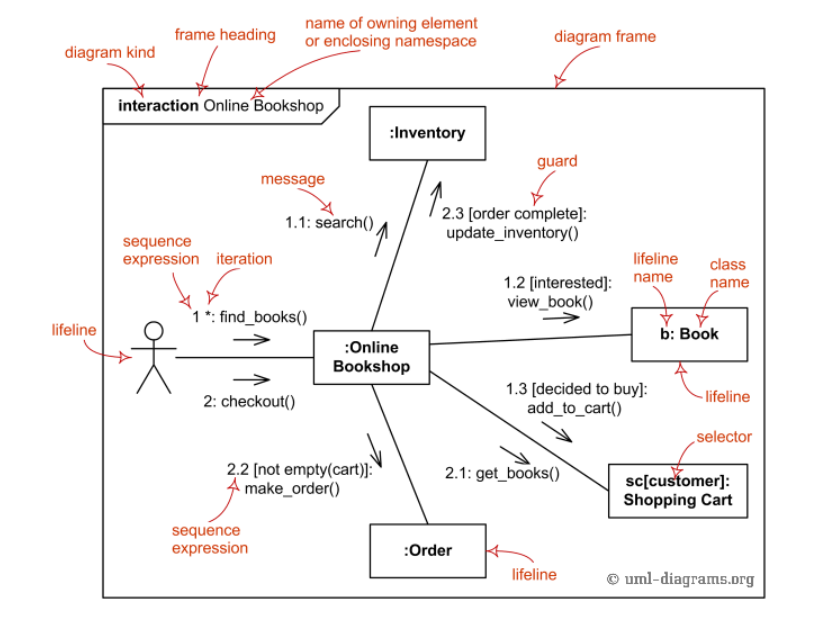 name of owning element
or enclosing namespace
frame heading
diagram frame
diagram kind
interaction Online Bookshop
:Inventory
guard
message
2.3 [order complete]:
update_inventory()
1.1: search()
sequence
expression
iteration
lifeline
name
class
name
1.2 [interested]:
view_book()
1 *: find_books()
lifeline
b: Book
:Online
Bookshop
2: checkout()
1.3 [decided to buy]:
add_to_cart()
lifeline
selector
2.2 [not empty(cart)]:
make_order()
2.1: get_books()
sc[customer]:
Shopping Cart
sequence
expression
:Order
lifeline
© uml-diagrams.org